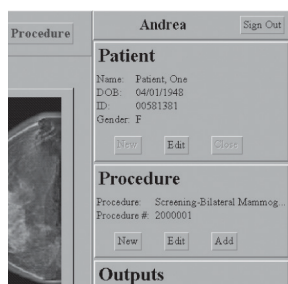 Procedure
Andrea
Sign Out
Patient
Name: Patient, One
DOB: 04/01/1948
ID: 00581381
Gender: F
New Edit Close
Procedure
Procedure: Screening-Bilateral Mammog...
Procedure #: 2000001
New Edit Add
Outputs